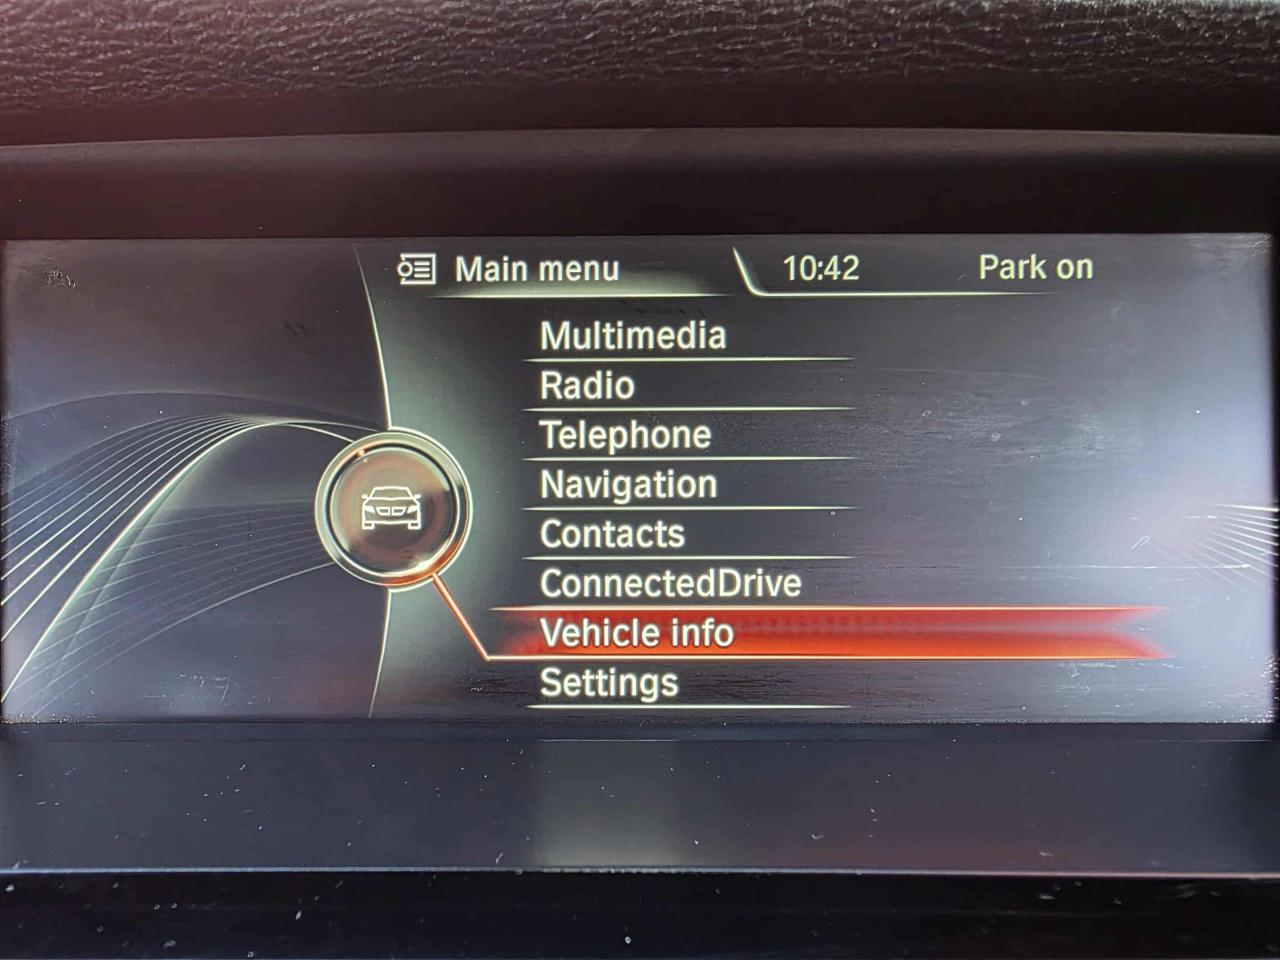 Main menu 10:42 Park on
Multimedia
Radio
Telephone
Navigation
Contacts
ConnectedDrive
Vehicle info
Settings